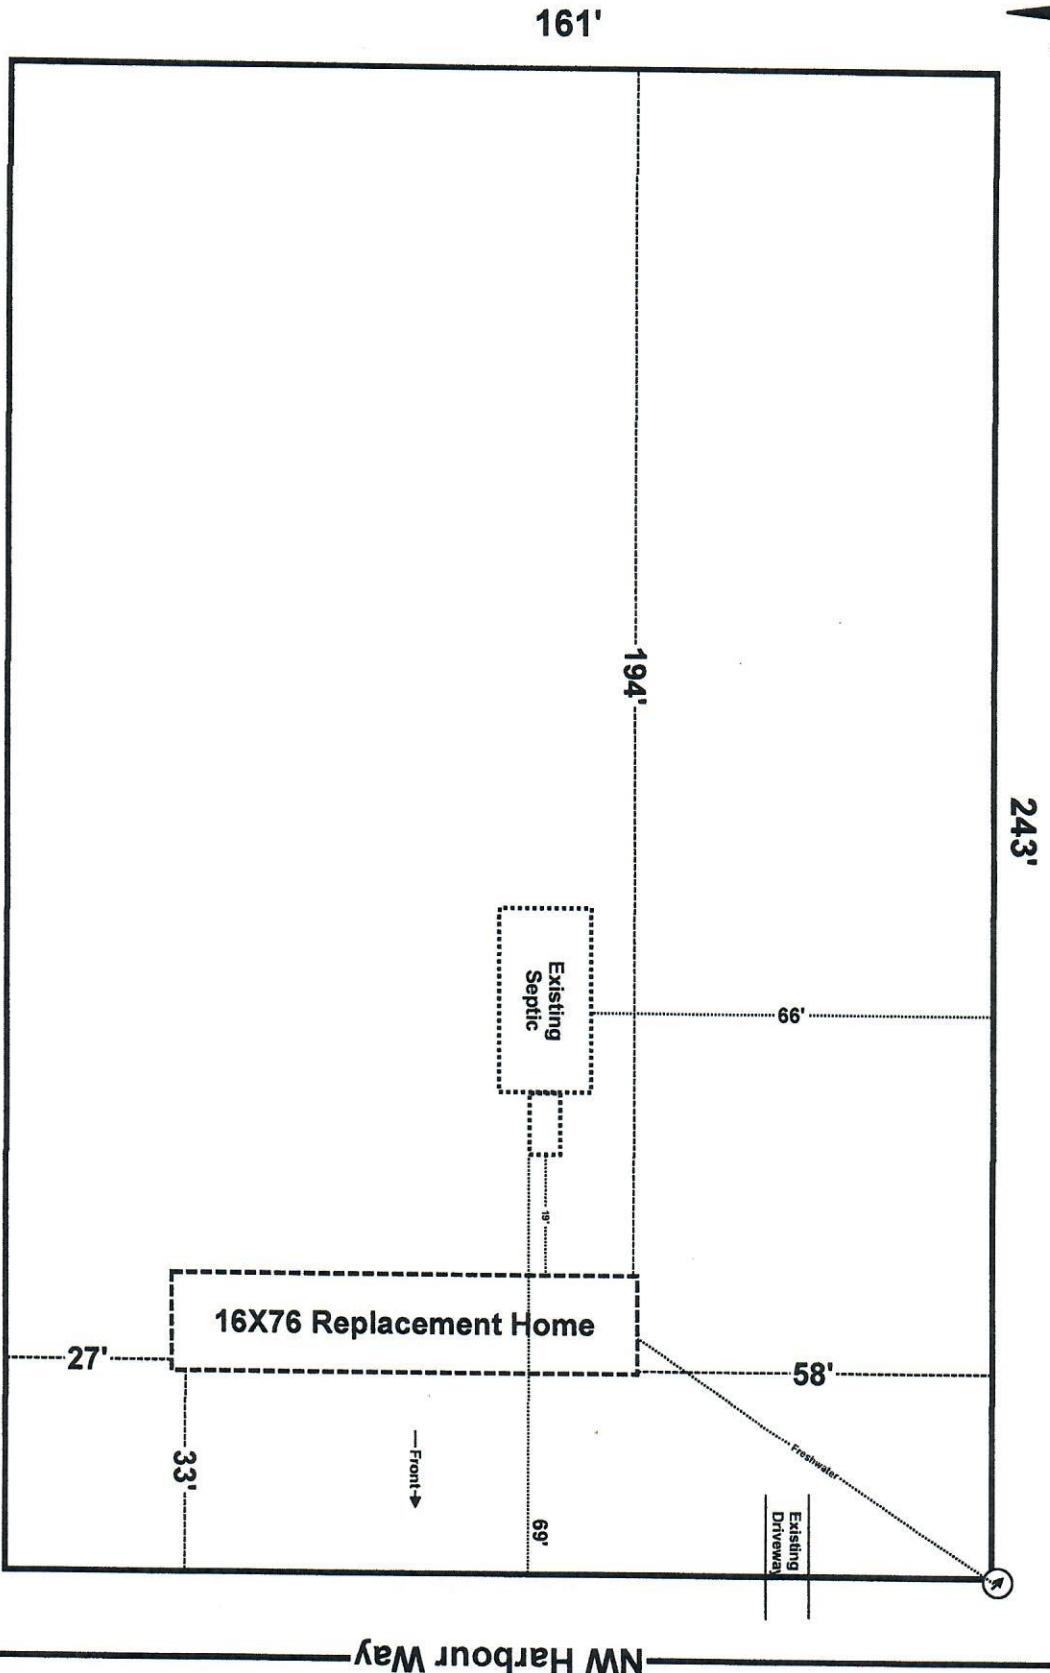 161'
243'
194'
Existing
Septic
66'
19'
16X76 Replacement Home
27'
58'
33'
Front
69'
Freshwater
Existing
Driveway
NW Harbour Way